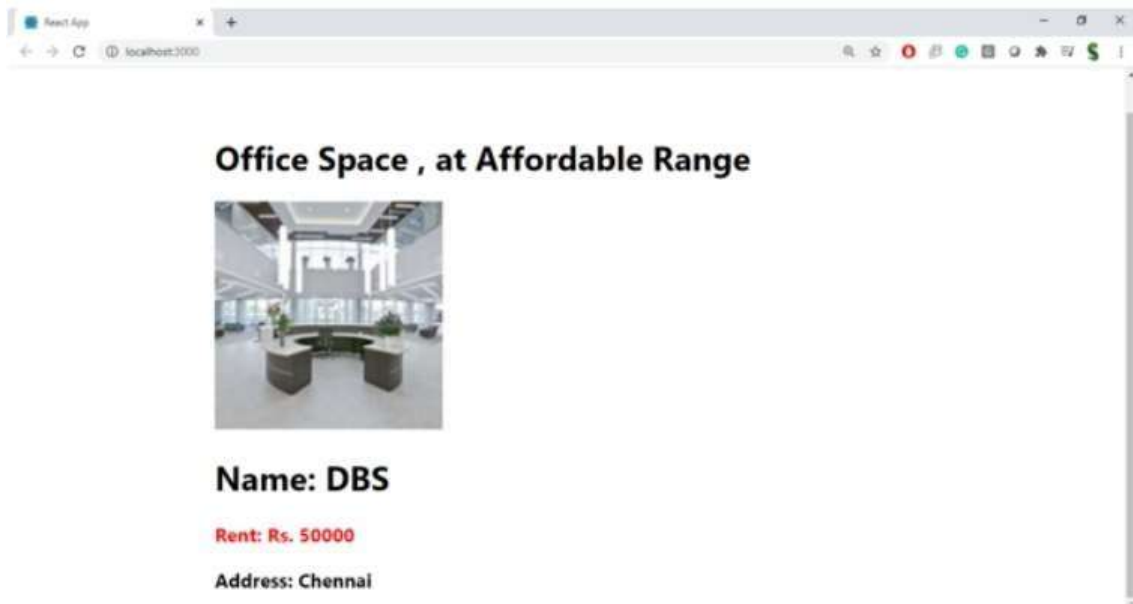 React App
localhost:3000
Office Space , at Affordable Range
Name: DBS
Rent: Rs. 50000
Address: Chennai